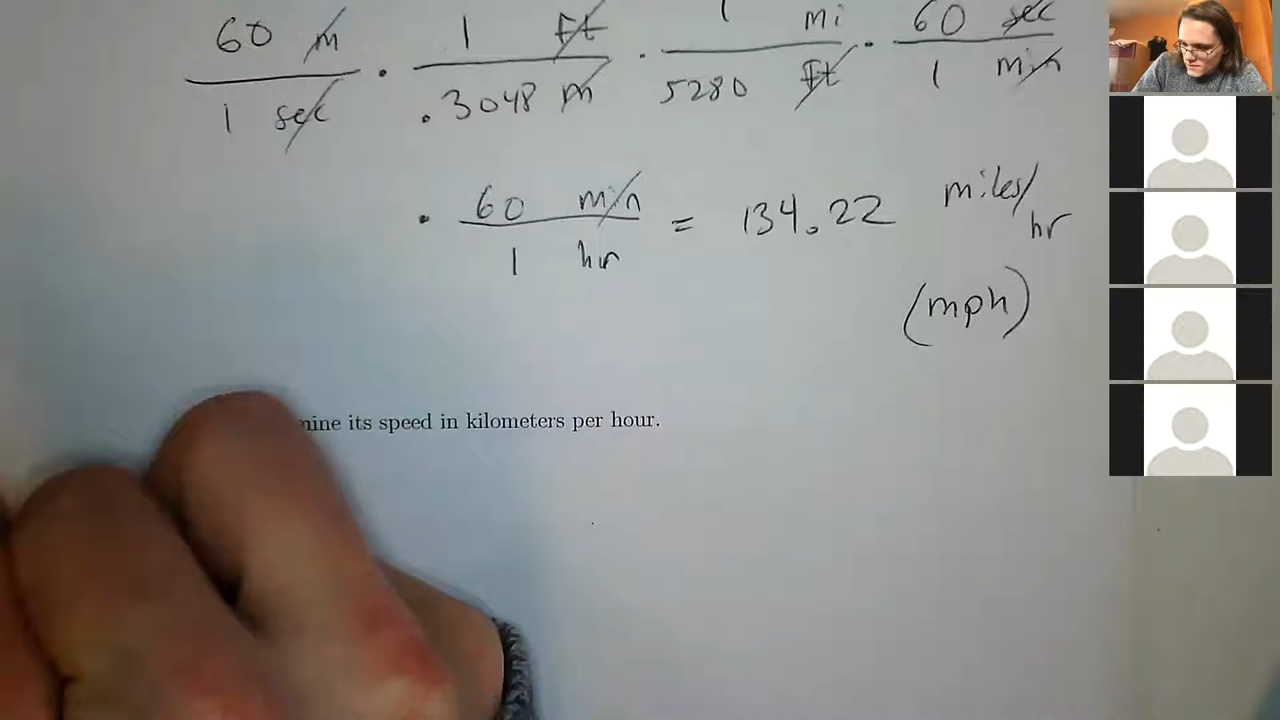 60 m 1 ft 1 mi 60 sec
1 sec . .3048 m . 5280 ft . 1 min
. 60 min = 134.22 miles/hr
1 hr
(mph)
its speed in kilometers per hour.